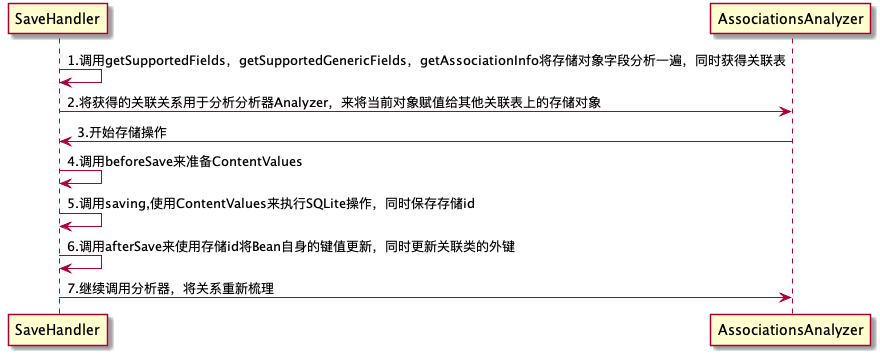 SaveHandler
AssociationsAnalyzer
1.调用getSupportedFields，getSupportedGenericFields，getAssociationInfo将存储对象字段分析一遍，同时获得关联表
2.将获得的关联关系用于分析分析器Analyzer，来将当前对象赋值给其他关联表上的存储对象
3.开始存储操作
4.调用beforeSave来准备ContentValues
5.调用saving,使用ContentValues来执行SQLite操作，同时保存存储id
6.调用afterSave来使用存储id将Bean自身的键值更新，同时更新关联类的外键
7.继续调用分析器，将关系重新梳理
SaveHandler
AssociationsAnalyzer